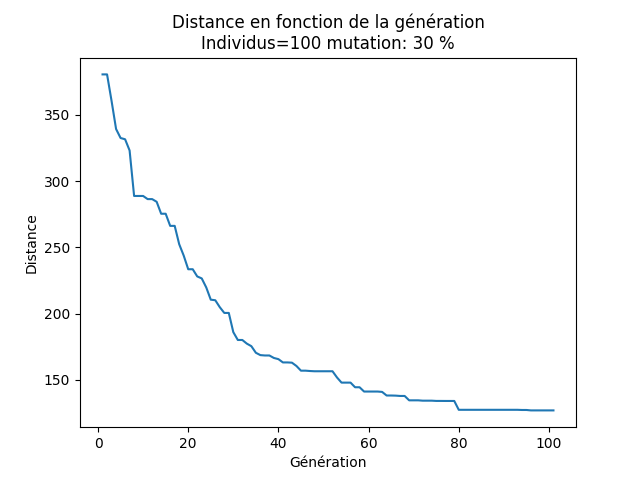 Distance en fonction de la génération
Individus=100 mutation: 30 %
350
300
250
200
150
Distance
0
20
40
60
80
100
Génération